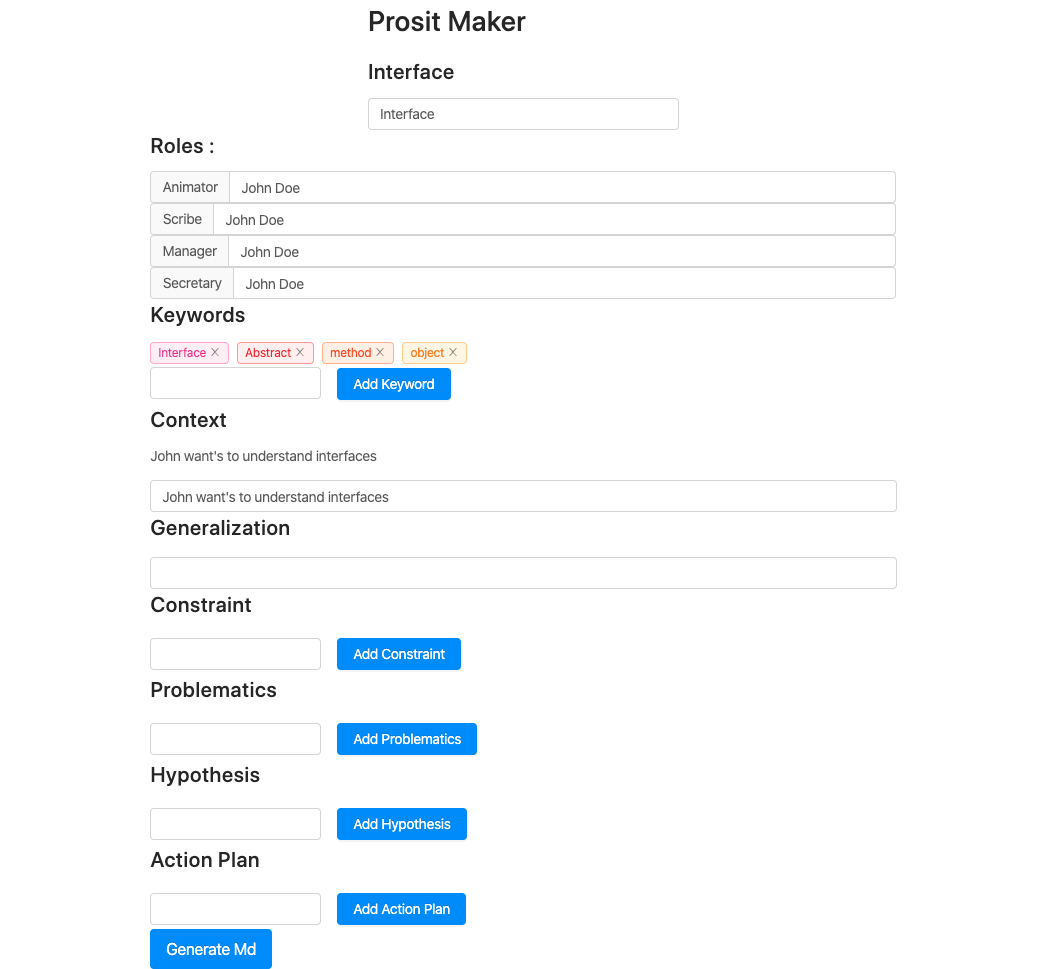 Prosit Maker
Interface
Interface
Roles :
Animator John Doe
Scribe John Doe
Manager John Doe
Secretary John Doe
Keywords
Interface Abstract method object
Add Keyword
Context
John want's to understand interfaces
John want's to understand interfaces
Generalization
Constraint
Add Constraint
Problematics
Add Problematics
Hypothesis
Add Hypothesis
Action Plan
Add Action Plan
Generate Md